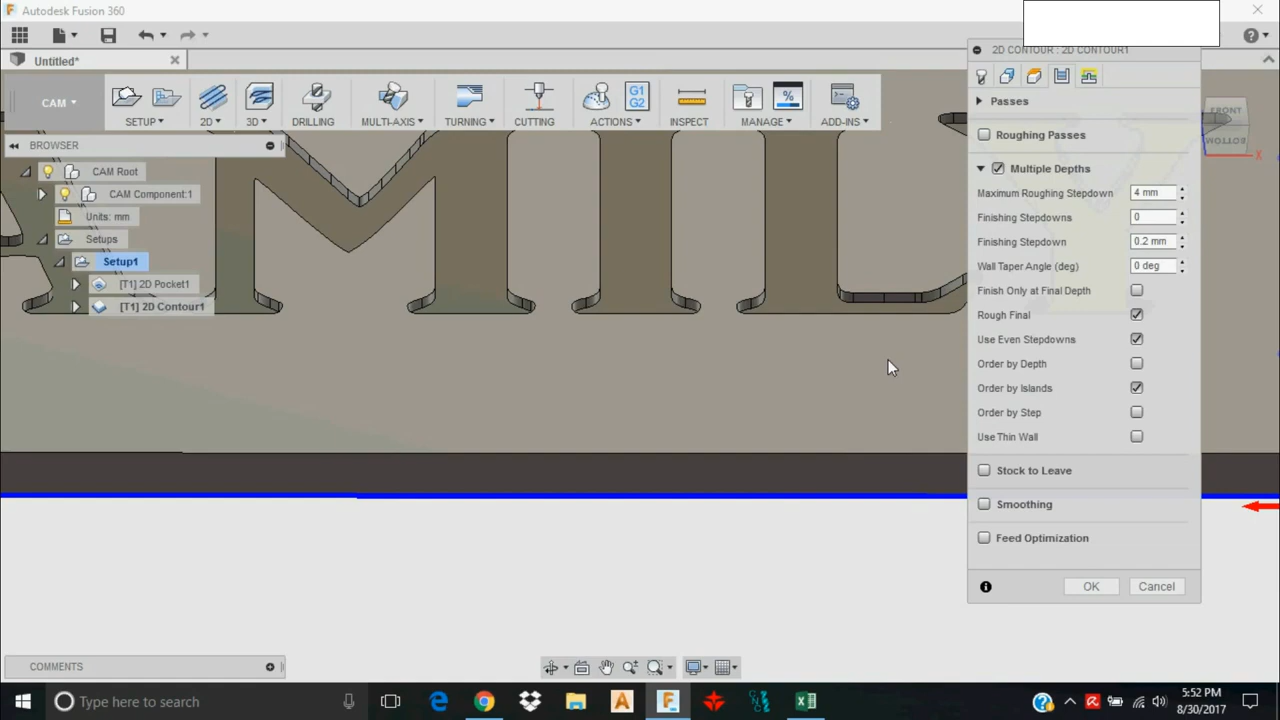 Autodesk Fusion 360
Untitled*
2D CONTOUR : 2D CONTOUR1
CAM
SETUP
2D
3D
DRILLING
MULTI-AXIS
TURNING
CUTTING
G1
G2
ACTIONS
INSPECT
%
MANAGE
ADD-INS
BROWSER
CAM Root
CAM Component:1
Units: mm
Setups
Setup1
[T1] 2D Pocket1
[T1] 2D Contour1
FRONT
BOTTOM
X
Passes
Roughing Passes
Multiple Depths
Maximum Roughing Stepdown 4 mm
Finishing Stepdowns 0
Finishing Stepdown 0.2 mm
Wall Taper Angle (deg) 0 deg
Finish Only at Final Depth
Rough Final
Use Even Stepdowns
Order by Depth
Order by Islands
Order by Step
Use Thin Wall
Stock to Leave
Smoothing
Feed Optimization
OK Cancel
COMMENTS
Type here to search
5:52 PM
8/30/2017